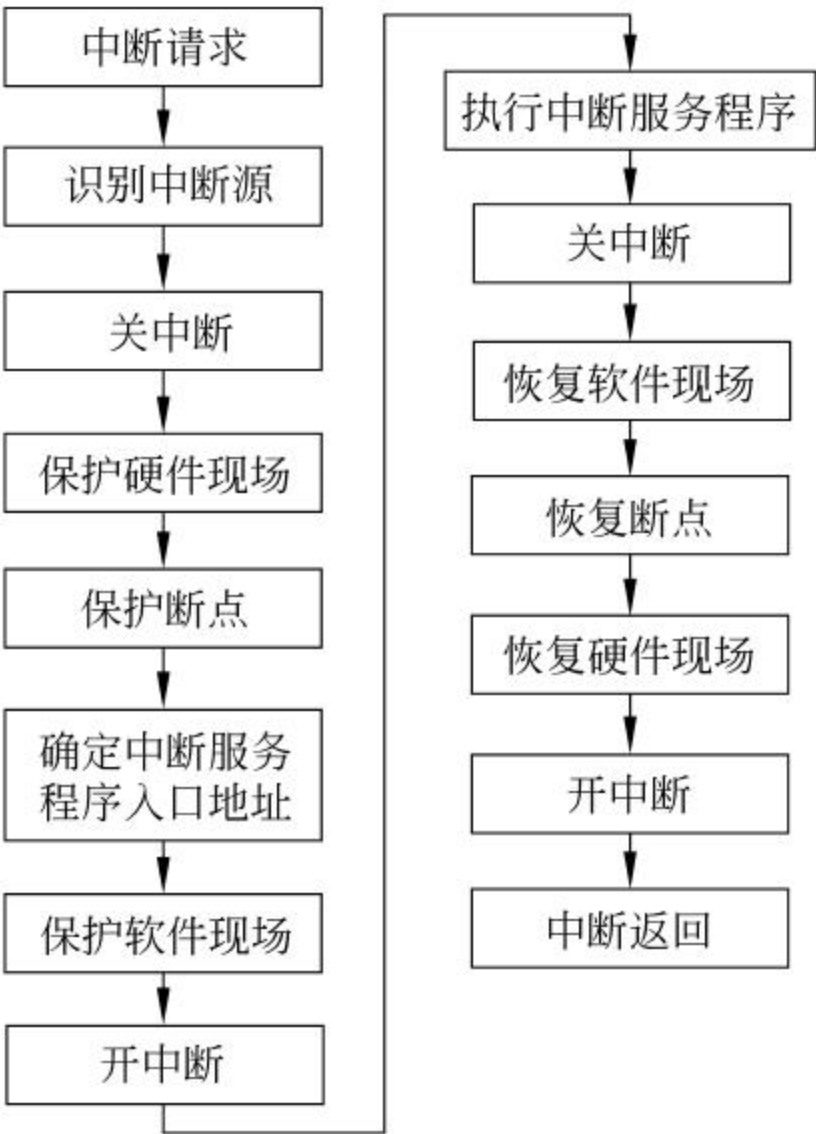 中断请求
识别中断源
关中断
保护硬件现场
保护断点
确定中断服务
程序入口地址
保护软件现场
开中断
执行中断服务程序
关中断
恢复软件现场
恢复断点
恢复硬件现场
开中断
中断返回